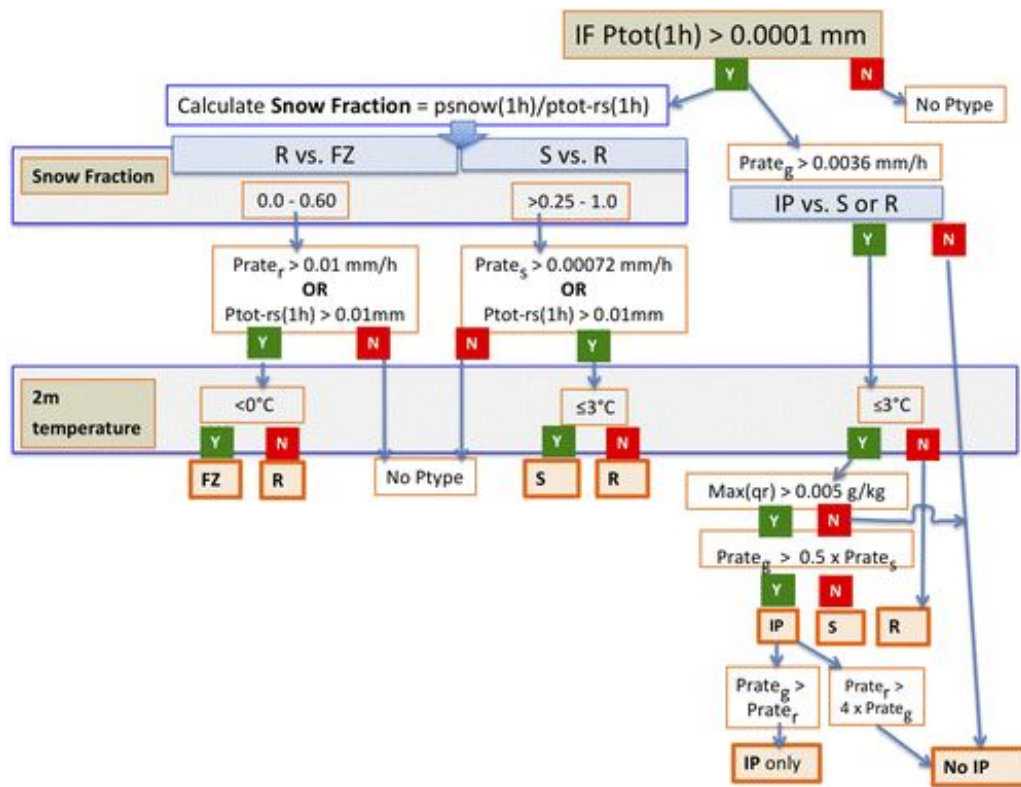 IF Ptot(1h) > 0.0001 mm
Y
N
No Ptype
Calculate Snow Fraction = psnow(1h)/ptot-rs(1h)
R vs. FZ
S vs. R
Snow Fraction
0.0 - 0.60
>0.25 - 1.0
Prate_g > 0.0036 mm/h
IP vs. S or R
Y
N
Prate_r > 0.01 mm/h
OR
Ptot-rs(1h) > 0.01mm
Y
N
Prate_s > 0.00072 mm/h
OR
Ptot-rs(1h) > 0.01mm
N
Y
2m
temperature
<0°C
Y
N
FZ
R
No Ptype
≤3°C
Y
N
S
R
≤3°C
Y
N
Max(qr) > 0.005 g/kg
Y
N
Prate_g > 0.5 x Prate_s
Y
N
IP
S
R
Prate_g >
Prate_r
Prate_r >
4 x Prate_g
IP only
No IP